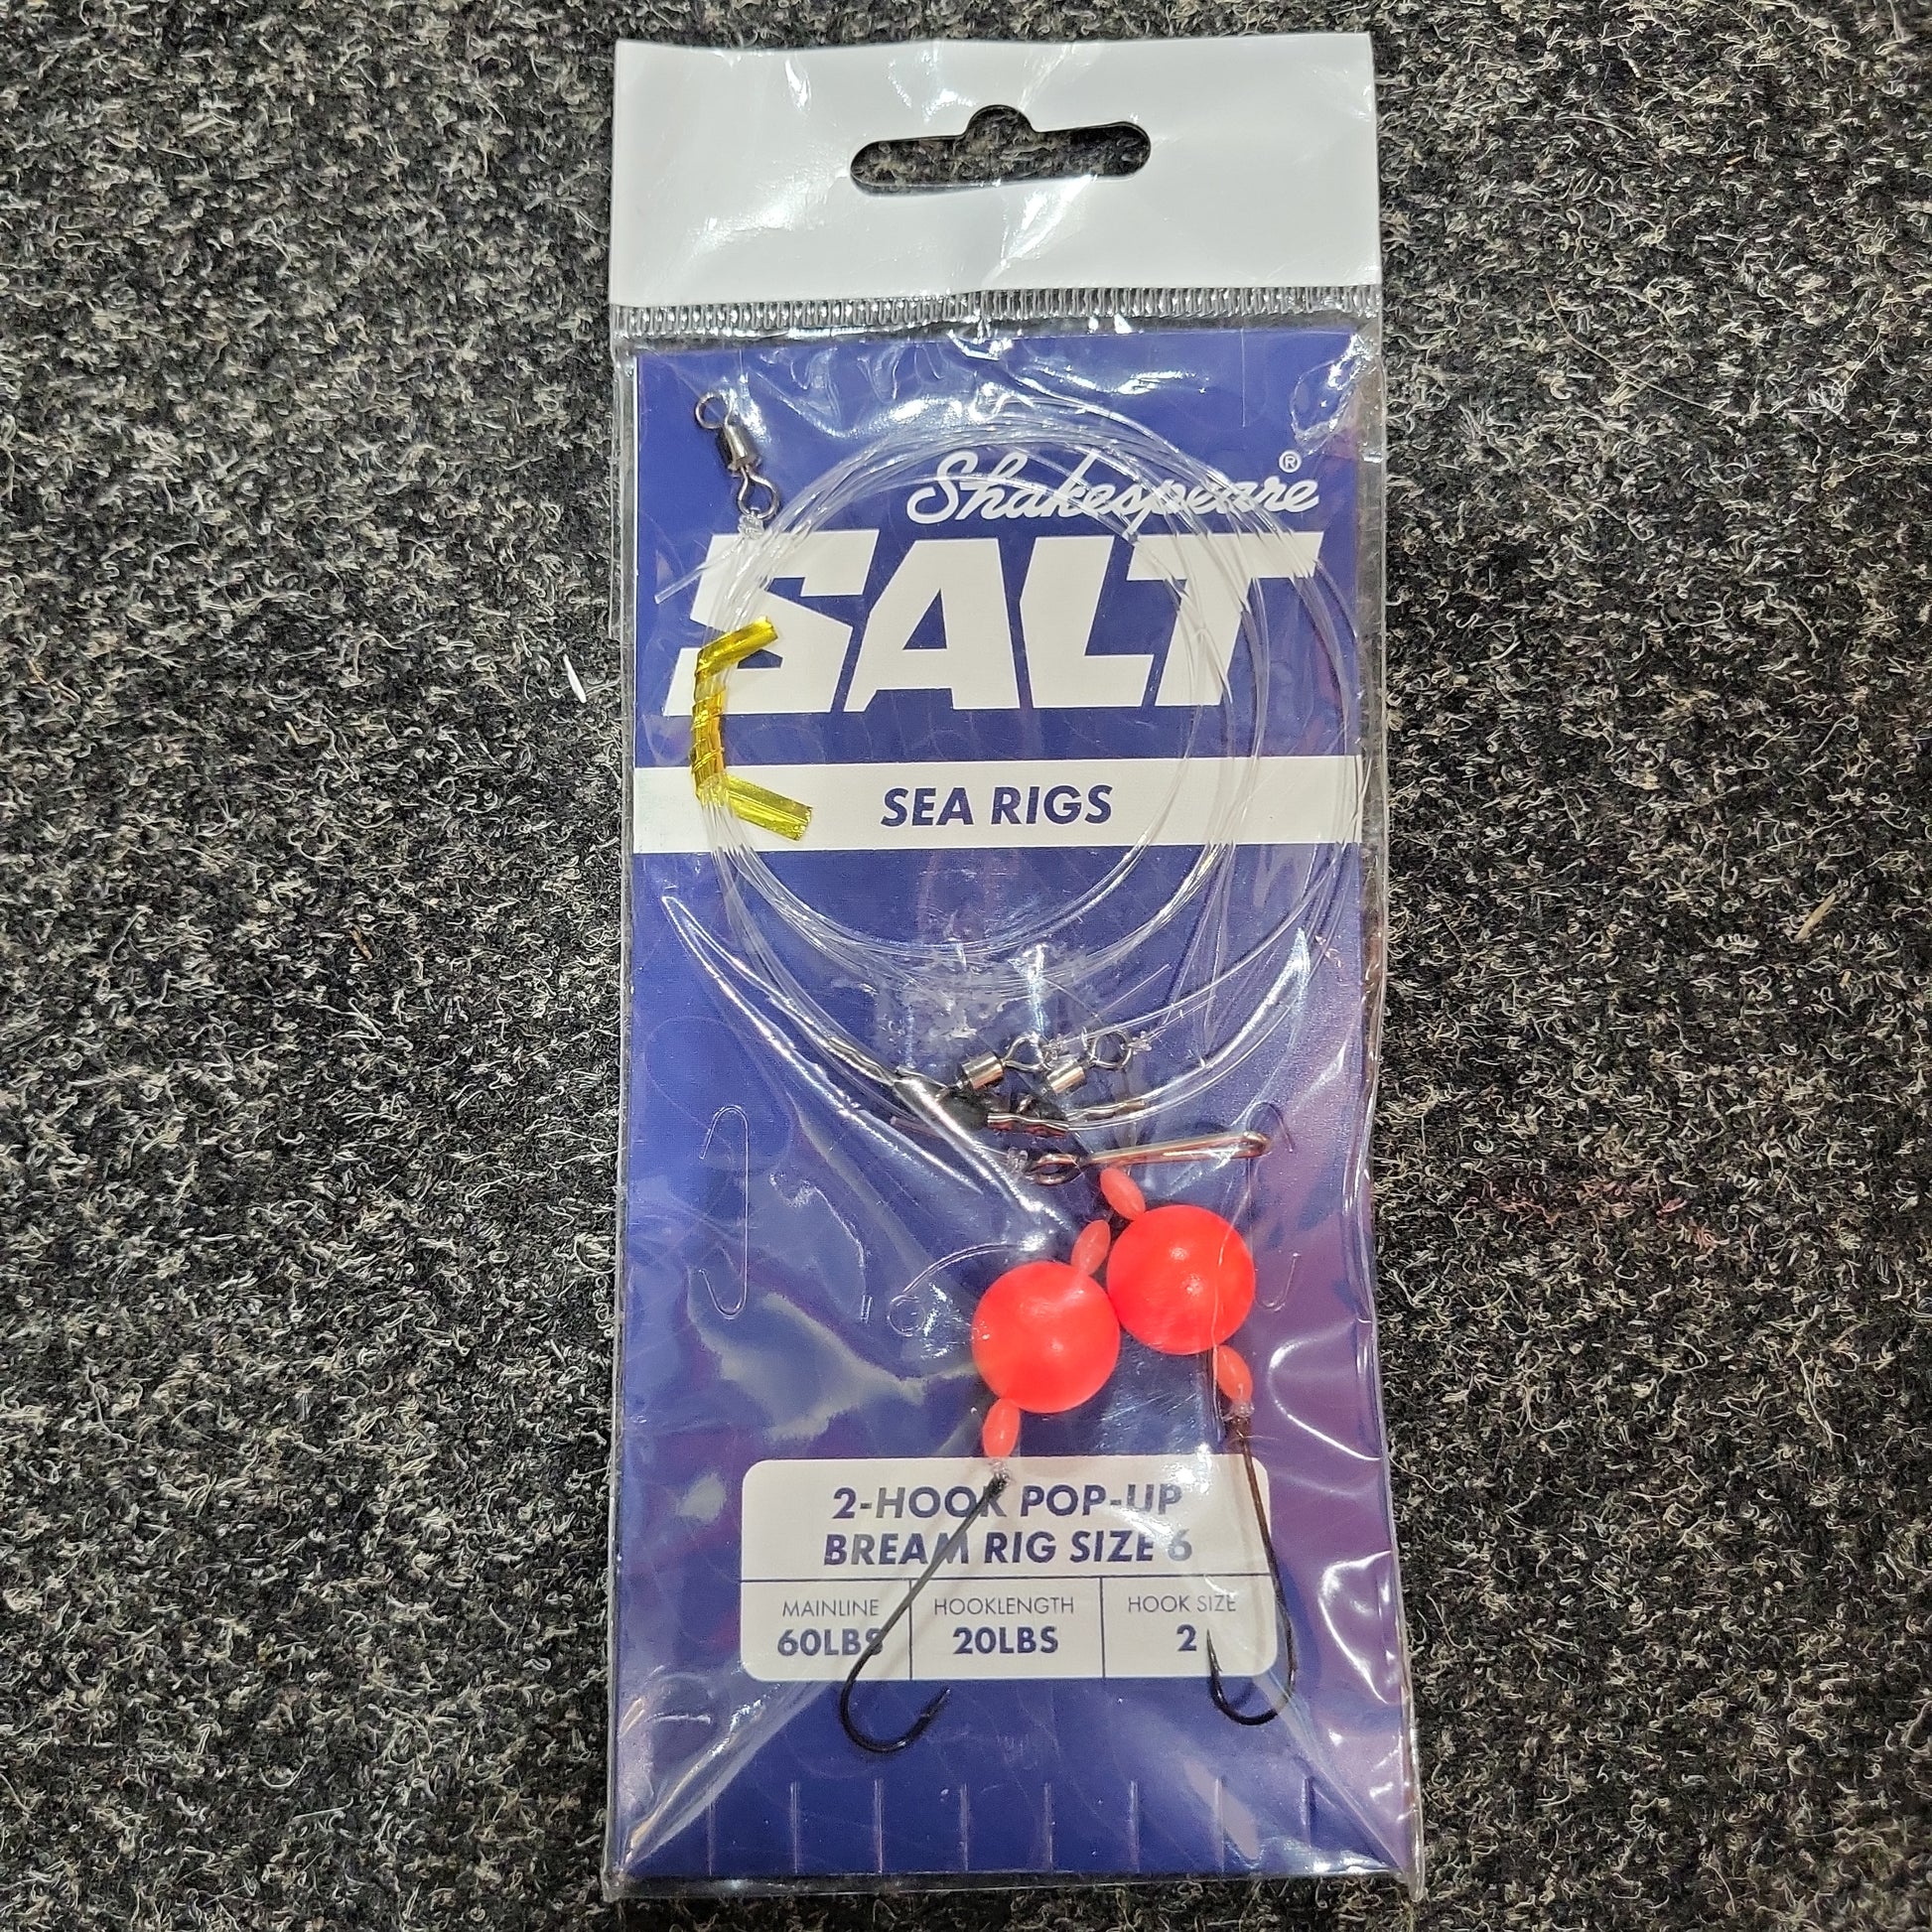 Shakespeare®
SALT
SEA RIGS
2-HOOK POP-UP
BREAM RIG SIZE 6
MAINLINE HOOKLENGTH HOOK SIZE
60LBS 20LBS 2